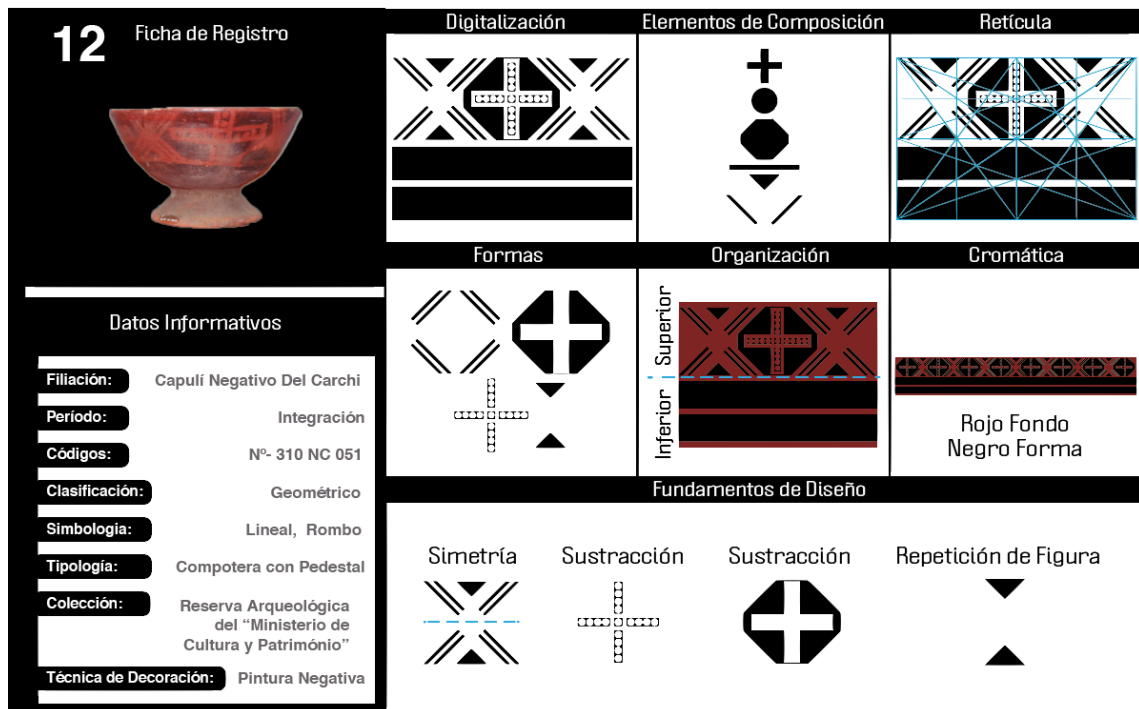 12
Ficha de Registro
Datos Informativos
Filiación: Capulí Negativo Del Carchi
Período: Integración
Códigos: Nº- 310 NC 051
Clasificación: Geométrico
Simbologia: Lineal, Rombo
Tipología: Compotera con Pedestal
Colección: Reserva Arqueológica
del “Ministerio de
Cultura y Património”
Técnica de Decoración: Pintura Negativa
Digitalización
Elementos de Composición
Retícula
Formas
Organización
Superior
Inferior
Cromática
Rojo Fondo
Negro Forma
Fundamentos de Diseño
Simetría
Sustracción
Sustracción
Repetición de Figura